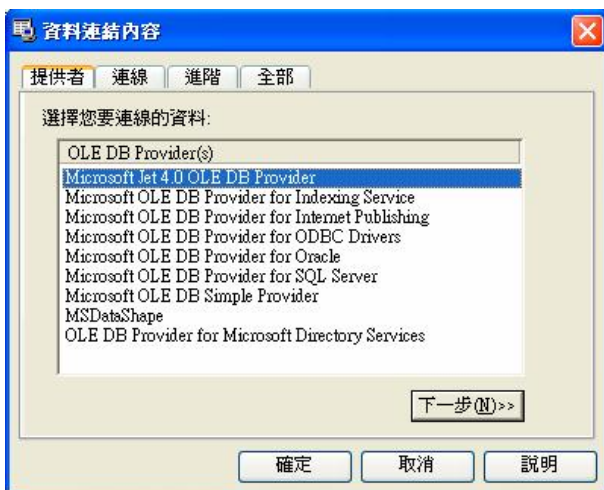 資料連結內容
提供者 連線 進階 全部
選擇您要連線的資料:
OLE DB Provider(s)
Microsoft Jet 4.0 OLE DB Provider
Microsoft OLE DB Provider for Indexing Service
Microsoft OLE DB Provider for Internet Publishing
Microsoft OLE DB Provider for ODBC Drivers
Microsoft OLE DB Provider for Oracle
Microsoft OLE DB Provider for SQL Server
Microsoft OLE DB Simple Provider
MSDataShape
OLE DB Provider for Microsoft Directory Services
下一步(N)>>
確定 取消 說明